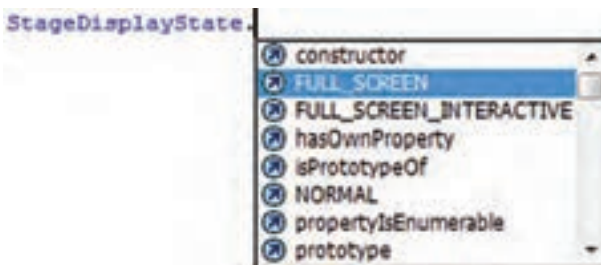 StageDisplayState.
constructor
FULL_SCREEN
FULL_SCREEN_INTERACTIVE
hasOwnProperty
isPrototypeOf
NORMAL
propertyIsEnumerable
prototype